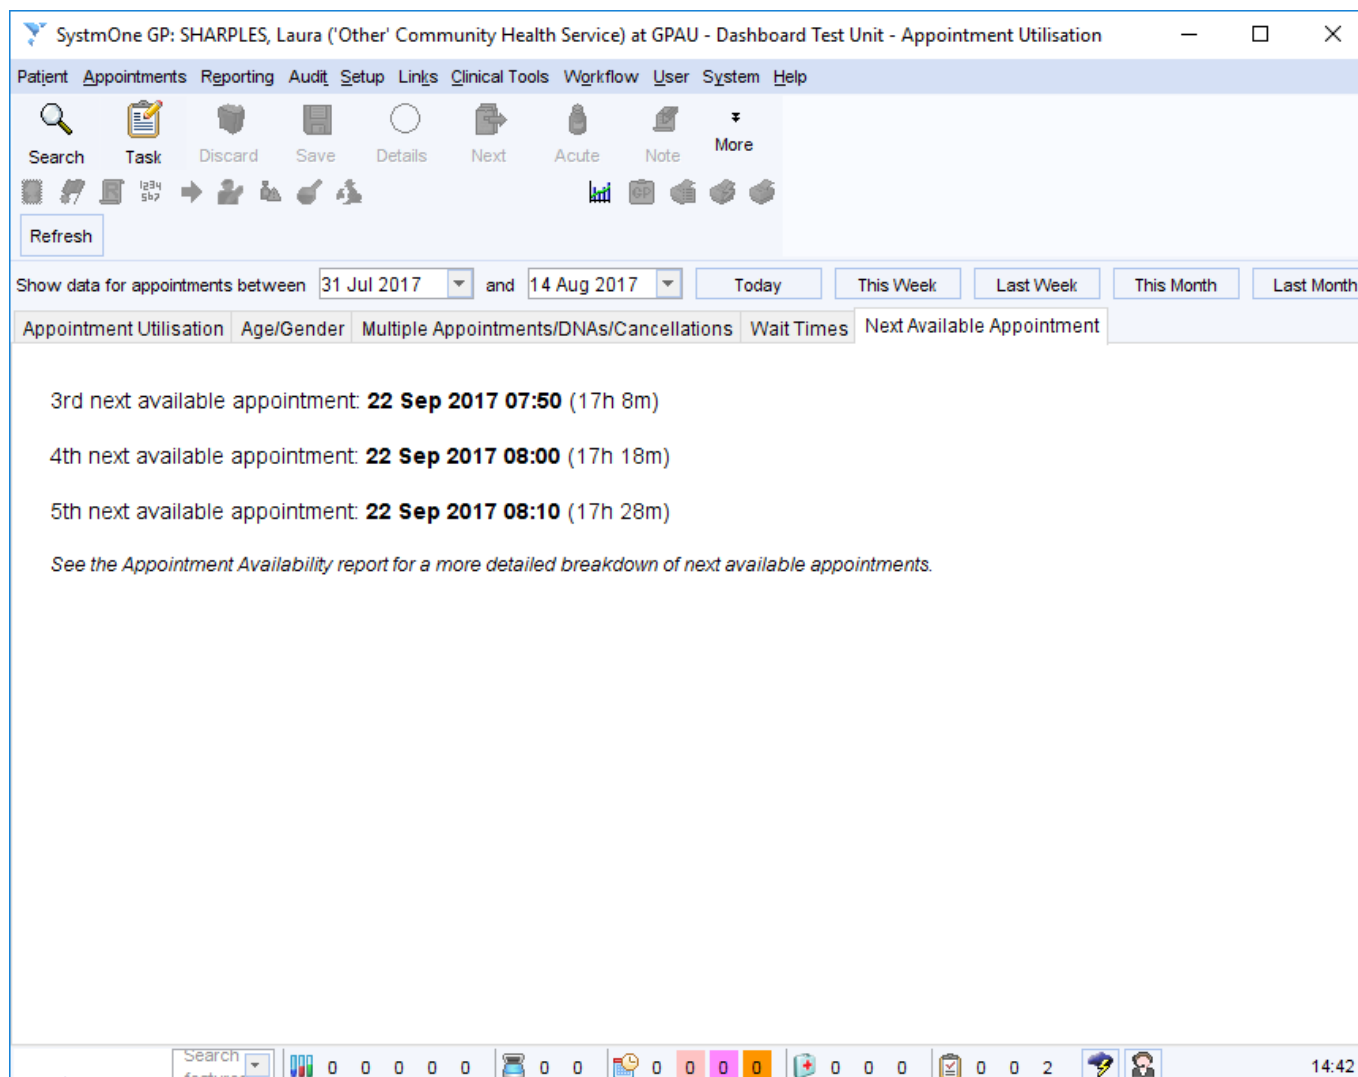 SystmOne GP: SHARPLES, Laura ('Other' Community Health Service) at GPAU - Dashboard Test Unit - Appointment Utilisation
Patient Appointments Reporting Audit Setup Links Clinical Tools Workflow User System Help
Search Task Discard Save Details Next Acute Note More
1234
567
GP
Refresh
Show data for appointments between 31 Jul 2017 and 14 Aug 2017 Today This Week Last Week This Month Last Month
Appointment Utilisation Age/Gender Multiple Appointments/DNAs/Cancellations Wait Times Next Available Appointment
3rd next available appointment: 22 Sep 2017 07:50 (17h 8m)
4th next available appointment: 22 Sep 2017 08:00 (17h 18m)
5th next available appointment: 22 Sep 2017 08:10 (17h 28m)
See the Appointment Availability report for a more detailed breakdown of next available appointments.
Search
0 0 0 0 0 0 0 0 0 0 0 0 0 0 0 0 2 14:42